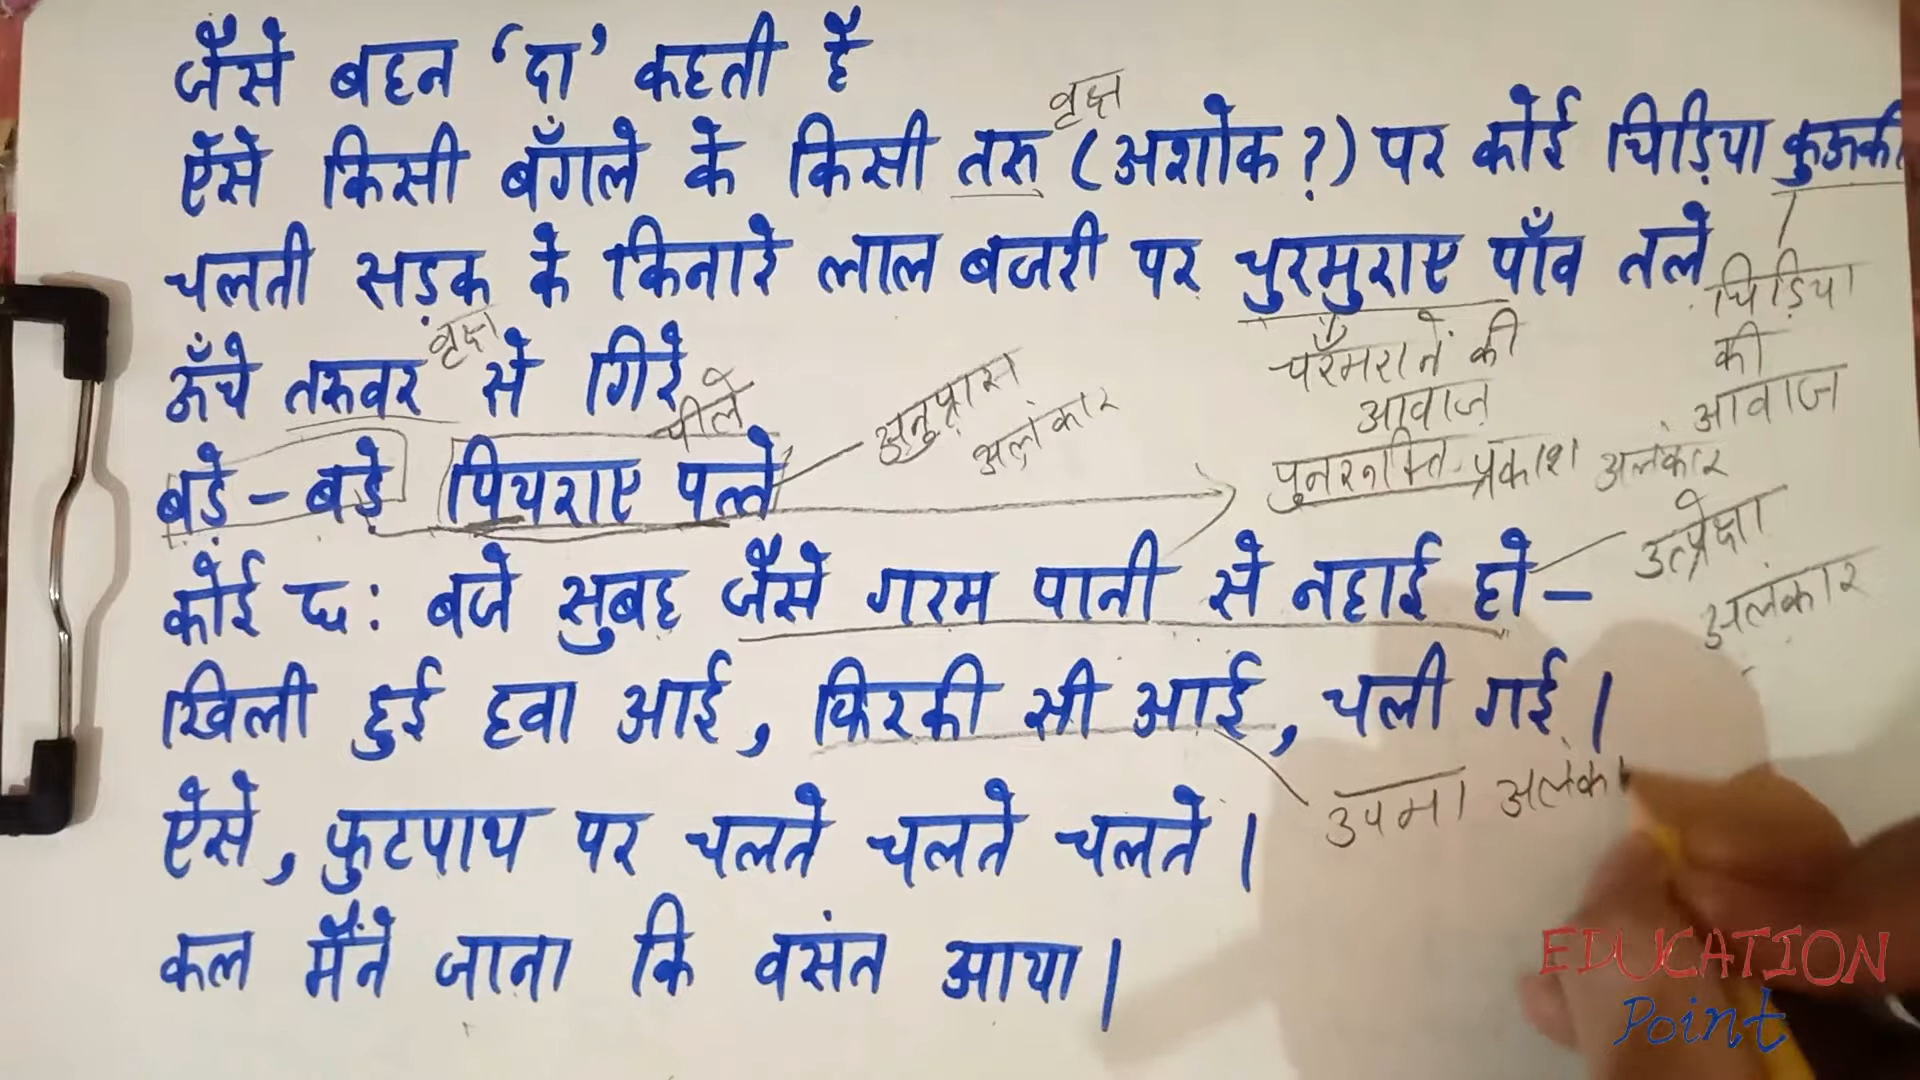 जैसे बहन ‘दा’ कहती है
वृक्ष
ऐसे किसी बँगले के किसी तरु (अशोक?) पर कोई चिड़िया कुऊकी
चलती सड़क के किनारे लाल बजरी पर चुरमुराए पाँव तले
चिड़िया
की
आवाज
वृक्ष
ऊँचे तरुवर से गिरे
चरमराने की
आवाज़
पीले
बड़े-बड़े पियराए पत्ते
अनुप्रास
अलंकार
पुनरुक्ति प्रकाश अलंकार
कोई छ: बजे सुबह जैसे गरम पानी से नहाई हो-
उत्प्रेक्षा
अलंकार
खिली हुई हवा आई, फिरकी सी आई, चली गई।
उपमा अलंका
ऐसे, फुटपाथ पर चलते चलते चलते।
कल मैंने जाना कि वसंत आया।
EDUCATION
Point